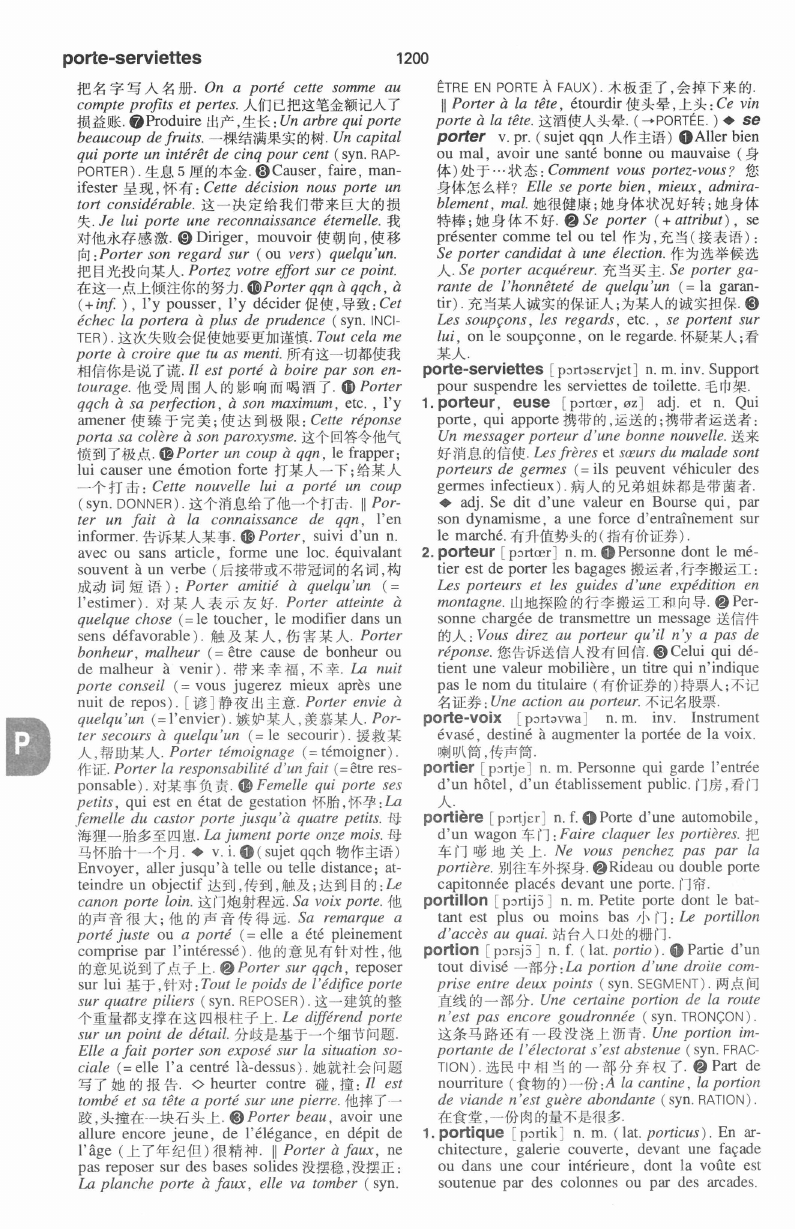 porte-serviettes
1200
把名字写入名册. On a porté cette somme au
compte profits et pertes. 人们已把这笔金额记入了
损益账. ❼Produire 出产,生长:Un arbre qui porte
beaucoup de fruits. 一棵结满果实的树. Un capital
qui porte un intérêt de cinq pour cent (syn. RAP-
PORTER). 生息5厘的本金. ❽Causer, faire, man-
ifester 呈现,怀有: Cette décision nous porte un
tort considérable. 这一决定给我们带来巨大的损
失. Je lui porte une reconnaissance éternelle. 我
对他永存感激. ❾ Diriger, mouvoir 使朝向,使移
向:Porter son regard sur (ou vers) quelqu'un.
把目光投向某人. Portez votre effort sur ce point.
在这一点上倾注你的努力. ❿Porter qqn à qqch, à
(+inf. ), l'y pousser, l'y décider 促使,导致: Cet
échec la portera à plus de prudence (syn. INCI-
TER). 这次失败会促使她要更加谨慎. Tout cela me
porte à croire que tu as menti. 所有这一切都使我
相信你是说了谎. Il est porté à boire par son en-
tourage. 他受周围人的影响而喝酒了. ⓫ Porter
qqch à sa perfection, à son maximum, etc. , l'y
amener 使臻于完美;使达到极限: Cette réponse
porta sa colère à son paroxysme. 这个回答令他气
愤到了极点. ⓬Porter un coup à qqn, le frapper;
lui causer une émotion forte 打某人一下;给某人
一个打击: Cette nouvelle lui a porté un coup
(syn. DONNER). 这个消息给了他一个打击. ‖ Por-
ter un fait à la connaissance de qqn, l'en
informer. 告诉某人某事. ⓭Porter, suivi d'un n.
avec ou sans article, forme une loc. équivalant
souvent à un verbe (后接带或不带冠词的名词,构
成动词短语): Porter amitié à quelqu'un (=
l'estimer). 对某人表示友好. Porter atteinte à
quelque chose (= le toucher, le modifier dans un
sens défavorable). 触及某人,伤害某人. Porter
bonheur, malheur (= être cause de bonheur ou
de malheur à venir). 带来幸福,不幸. La nuit
porte conseil (= vous jugerez mieux après une
nuit de repos). [谚]静夜出主意. Porter envie à
quelqu'un (=l'envier). 嫉妒某人,羡慕某人. Por-
ter secours à quelqu'un (= le secourir). 援救某
人,帮助某人. Porter témoignage (= témoigner).
作证. Porter la responsabilité d'un fait (=être res-
ponsable). 对某事负责. ⓮ Femelle qui porte ses
petits, qui est en état de gestation 怀胎,怀孕:La
femelle du castor porte jusqu'à quatre petits. 母
海狸一胎多至四崽. La jument porte onze mois. 母
马怀胎十一个月. ◆ v. i. ❶ (sujet qqch 物作主语)
Envoyer, aller jusqu'à telle ou telle distance; at-
teindre un objectif 达到,传到,触及;达到目的:Le
canon porte loin. 这门炮射程远. Sa voix porte. 他
的声音很大;他的声音传得远. Sa remarque a
porté juste ou a porté (= elle a été pleinement
comprise par l'intéressé). 他的意见有针对性,他
的意见说到了点子上. ❷ Porter sur qqch, reposer
sur lui 基于,针对:Tout le poids de l'édifice porte
sur quatre piliers (syn. REPOSER). 这一建筑的整
个重量都支撑在这四根柱子上. Le différend porte
sur un point de détail. 分歧是基于一个细节问题.
Elle a fait porter son exposé sur la situation so-
ciale (= elle l'a centré là-dessus). 她就社会问题
写了她的报告. ◇ heurter contre 碰,撞: Il est
tombé et sa tête a porté sur une pierre. 他摔了一
跤,头撞在一块石头上. ❸ Porter beau, avoir une
allure encore jeune, de l'élégance, en dépit de
l'âge (上了年纪但)很精神. ‖ Porter à faux, ne
pas reposer sur des bases solides 没摆稳,没摆正:
La planche porte à faux, elle va tomber (syn.
ÊTRE EN PORTE À FAUX). 木板歪了,会掉下来的.
‖ Porter à la tête, étourdir 使头晕,上头:Ce vin
porte à la tête. 这酒使人头晕. (→PORTÉE. ) ◆ se
porter v. pr. (sujet qqn 人作主语) ❶Aller bien
ou mal, avoir une santé bonne ou mauvaise (身
体)处于…状态: Comment vous portez-vous? 您
身体怎么样? Elle se porte bien, mieux, admira-
blement, mal. 她很健康;她身体状况好转;她身体
特棒;她身体不好. ❷ Se porter (+ attribut), se
présenter comme tel ou tel 作为,充当(接表语):
Se porter candidat à une élection. 作为选举候选
人. Se porter acquéreur. 充当买主. Se porter ga-
rante de l'honnêteté de quelqu'un (= la garan-
tir). 充当某人诚实的保证人;为某人的诚实担保. ❸
Les soupçons, les regards, etc. , se portent sur
lui, on le soupçonne, on le regarde. 怀疑某人;看
某人.
porte-serviettes [pɔrtəsɛrvjɛt] n. m. inv. Support
pour suspendre les serviettes de toilette. 毛巾架.
1. porteur, euse [pɔrtœr, øz] adj. et n. Qui
porte, qui apporte 携带的,运送的;携带者运送者:
Un messager porteur d'une bonne nouvelle. 送来
好消息的信使. Les frères et sœurs du malade sont
porteurs de germes (= ils peuvent véhiculer des
germes infectieux). 病人的兄弟姐妹都是带菌者.
◆ adj. Se dit d'une valeur en Bourse qui, par
son dynamisme, a une force d'entraînement sur
le marché. 有升值势头的(指有价证券).
2. porteur [pɔrtœr] n. m. ❶Personne dont le mé-
tier est de porter les bagages 搬运者,行李搬运工:
Les porteurs et les guides d'une expédition en
montagne. 山地探险的行李搬运工和向导. ❷ Per-
sonne chargée de transmettre un message 送信件
的人: Vous direz au porteur qu'il n'y a pas de
réponse. 您告诉送信人没有回信. ❸Celui qui dé-
tient une valeur mobilière, un titre qui n'indique
pas le nom du titulaire (有价证券的)持票人;不记
名证券: Une action au porteur. 不记名股票.
porte-voix [pɔrtəvwa] n. m. inv. Instrument
évasé, destiné à augmenter la portée de la voix.
喇叭筒,传声筒.
portier [pɔrtje] n. m. Personne qui garde l'entrée
d'un hôtel, d'un établissement public. 门房,看门
人.
portière [pɔrtjɛr] n. f. ❶ Porte d'une automobile,
d'un wagon 车门: Faire claquer les portières. 把
车门嘭地关上. Ne vous penchez pas par la
portière. 别往车外探身. ❷Rideau ou double porte
capitonnée placés devant une porte. 门帘.
portillon [pɔrtijɔ̃] n. m. Petite porte dont le bat-
tant est plus ou moins bas 小门: Le portillon
d'accès au quai. 站台入口处的栅门.
portion [pɔrsjɔ̃] n. f. (lat. portio). ❶ Partie d'un
tout divisé 一部分:La portion d'une droite com-
prise entre deux points (syn. SEGMENT). 两点间
直线的一部分. Une certaine portion de la route
n'est pas encore goudronnée (syn. TRONÇON).
这条马路还有一段没浇上沥青. Une portion im-
portante de l'électorat s'est abstenue (syn. FRAC-
TION). 选民中相当的一部分弃权了. ❷ Part de
nourriture (食物的)一份:A la cantine, la portion
de viande n'est guère abondante (syn. RATION).
在食堂,一份肉的量不是很多.
1. portique [pɔrtik] n. m. (lat. porticus). En ar-
chitecture, galerie couverte, devant une façade
ou dans une cour intérieure, dont la voûte est
soutenue par des colonnes ou par des arcades.
P